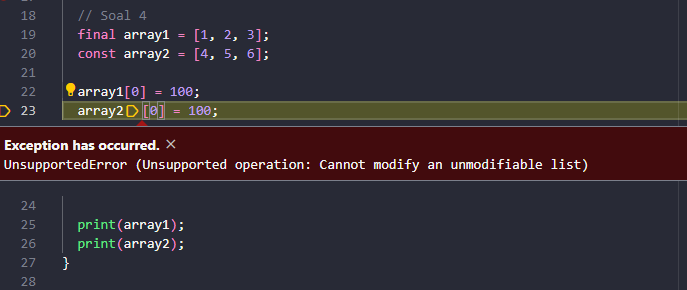 18 // Soal 4
19 final array1 = [1, 2, 3];
20 const array2 = [4, 5, 6];
21
22 array1[0] = 100;
23 array2[0] = 100;
Exception has occurred. ×
UnsupportedError (Unsupported operation: Cannot modify an unmodifiable list)
24
25 print(array1);
26 print(array2);
27 }
28